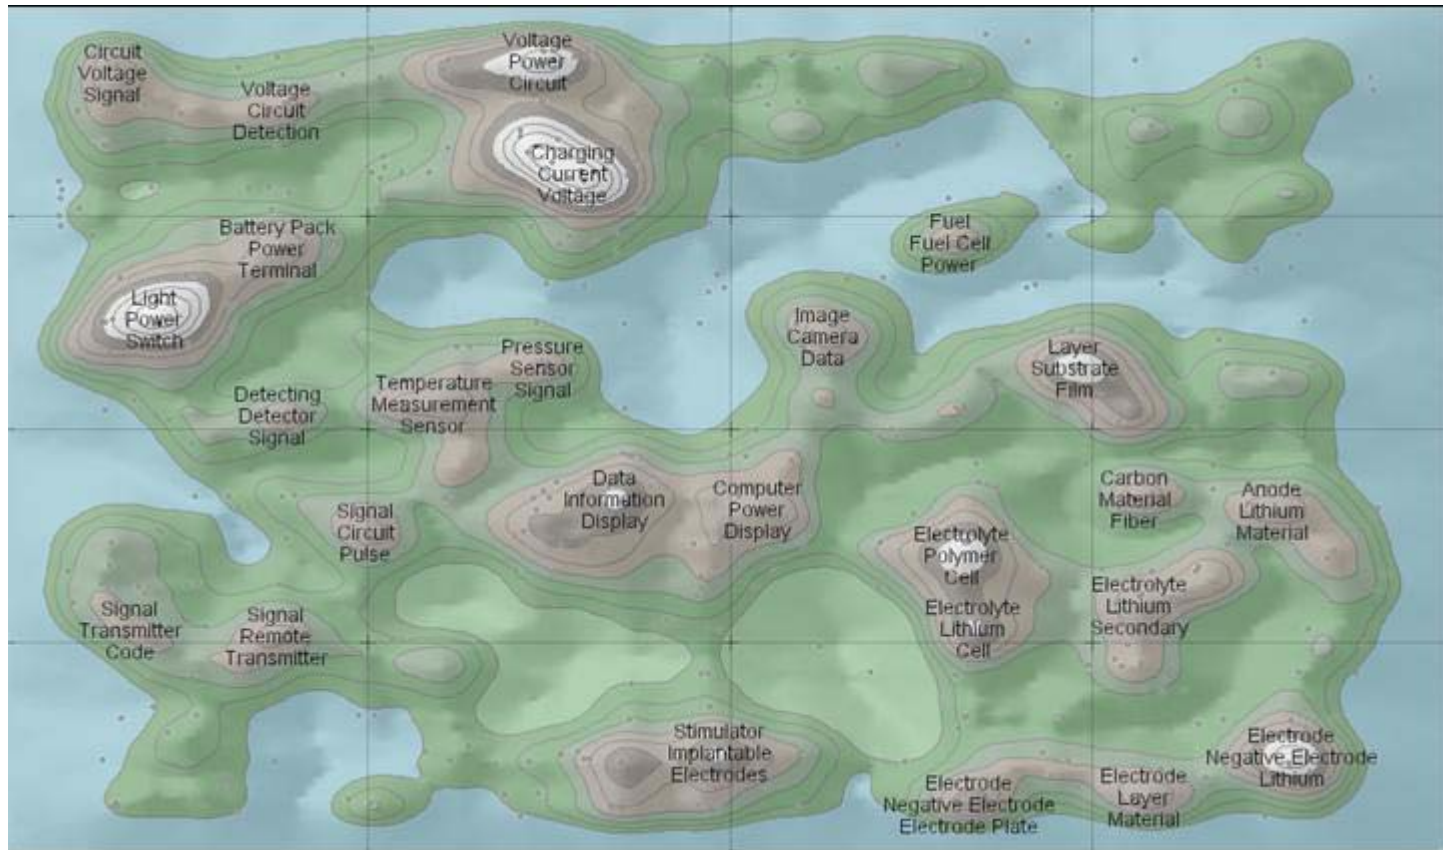 Circuit
Voltage
Signal
Voltage
Circuit
Detection
Voltage
Power
Circuit
Charging
Current
Voltage
Battery Pack
Power
Terminal
Fuel
Fuel Cell
Power
Light
Power
Switch
Image
Camera
Data
Pressure
Sensor
Signal
Layer
Substrate
Film
Temperature
Measurement
Sensor
Detecting
Detector
Signal
Data
Information
Display
Computer
Power
Display
Carbon
Material
Fiber
Anode
Lithium
Material
Signal
Circuit
Pulse
Electrolyte
Polymer
Cell
Electrolyte
Lithium
Secondary
Signal
Transmitter
Code
Signal
Remote
Transmitter
Electrolyte
Lithium
Cell
Stimulator
Implantable
Electrodes
Electrode
Negative Electrode
Lithium
Electrode
Negative Electrode
Electrode Plate
Electrode
Layer
Material